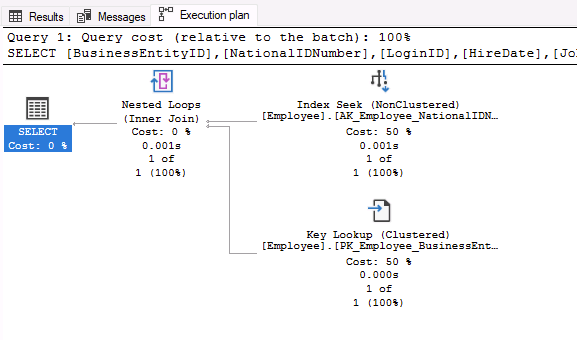 Results Messages Execution plan
Query 1: Query cost (relative to the batch): 100%
SELECT [BusinessEntityID],[NationalIDNumber],[LoginID],[HireDate],[Jo
SELECT
Cost: 0 %
Nested Loops
(Inner Join)
Cost: 0 %
0.001s
1 of
1 (100%)
Index Seek (NonClustered)
[Employee].[AK_Employee_NationalIDN…
Cost: 50 %
0.001s
1 of
1 (100%)
Key Lookup (Clustered)
[Employee].[PK_Employee_BusinessEnt…
Cost: 50 %
0.000s
1 of
1 (100%)